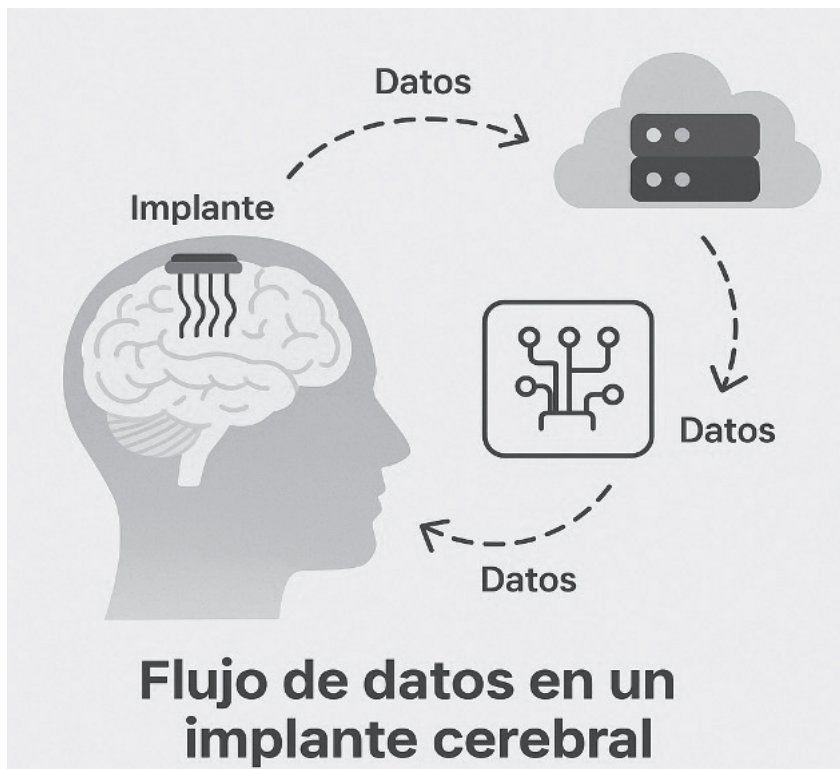 Datos
Implante
Datos
Datos
Flujo de datos en un
implante cerebral